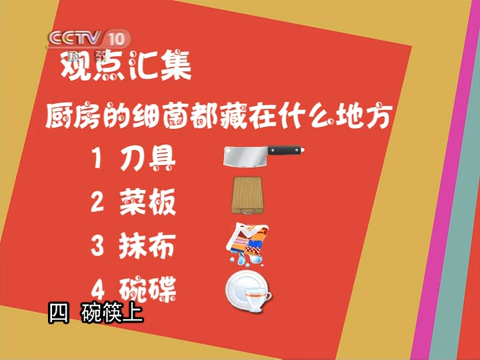 CCTV 10
观点汇集
厨房的细菌都藏在什么地方
1 刀具
2 菜板
3 抹布
4 碗碟
四 碗筷上